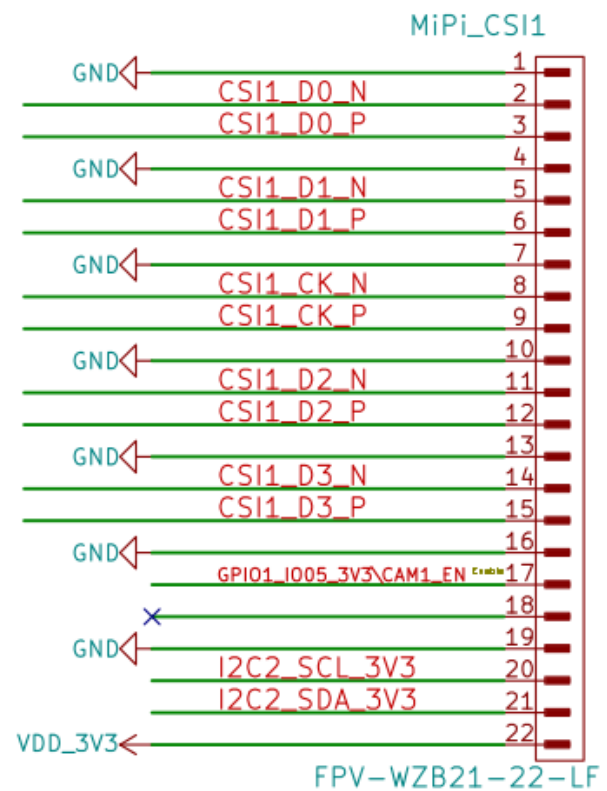 MiPi_CSI1
GND 1
CSI1_D0_N 2
CSI1_D0_P 3
GND 4
CSI1_D1_N 5
CSI1_D1_P 6
GND 7
CSI1_CK_N 8
CSI1_CK_P 9
GND 10
CSI1_D2_N 11
CSI1_D2_P 12
GND 13
CSI1_D3_N 14
CSI1_D3_P 15
GND 16
GPIO1_IO05_3V3\CAM1_EN Enable 17
18
GND 19
I2C2_SCL_3V3 20
I2C2_SDA_3V3 21
VDD_3V3 22
FPV-WZB21-22-LF